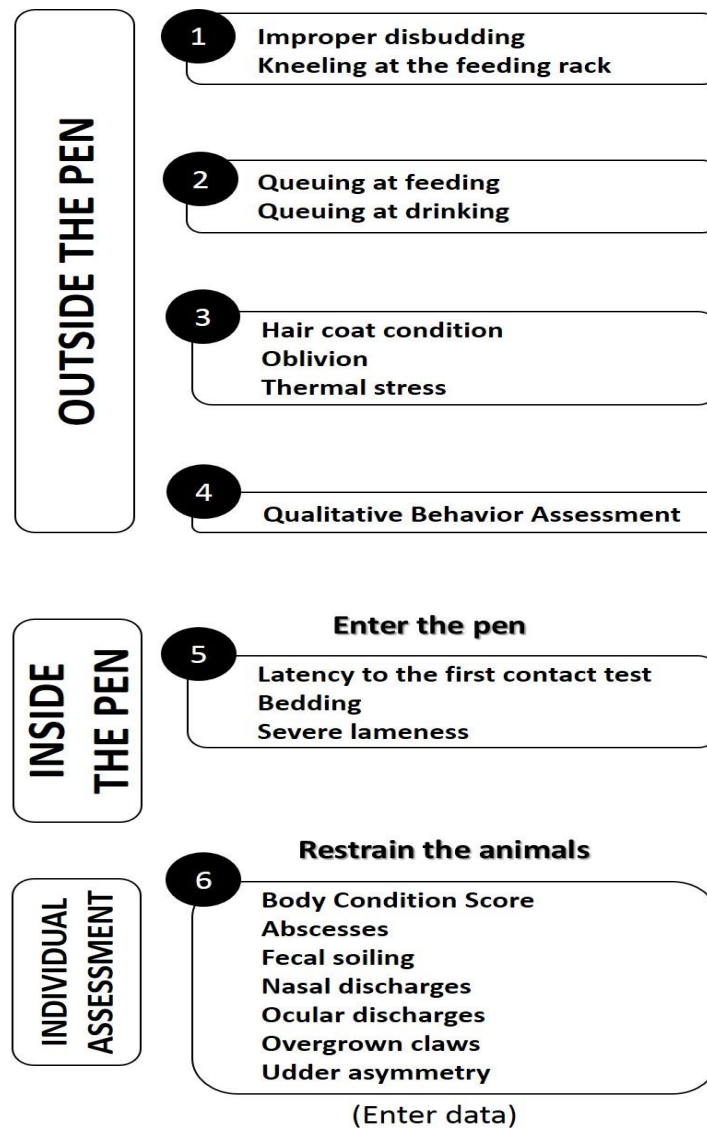 OUTSIDE THE PEN
1
Improper disbudding
Kneeling at the feeding rack
2
Queuing at feeding
Queuing at drinking
3
Hair coat condition
Oblivion
Thermal stress
4
Qualitative Behavior Assessment
INSIDE
THE PEN
Enter the pen
5
Latency to the first contact test
Bedding
Severe lameness
INDIVIDUAL
ASSESSMENT
Restrain the animals
6
Body Condition Score
Abscesses
Fecal soiling
Nasal discharges
Ocular discharges
Overgrown claws
Udder asymmetry
(Enter data)